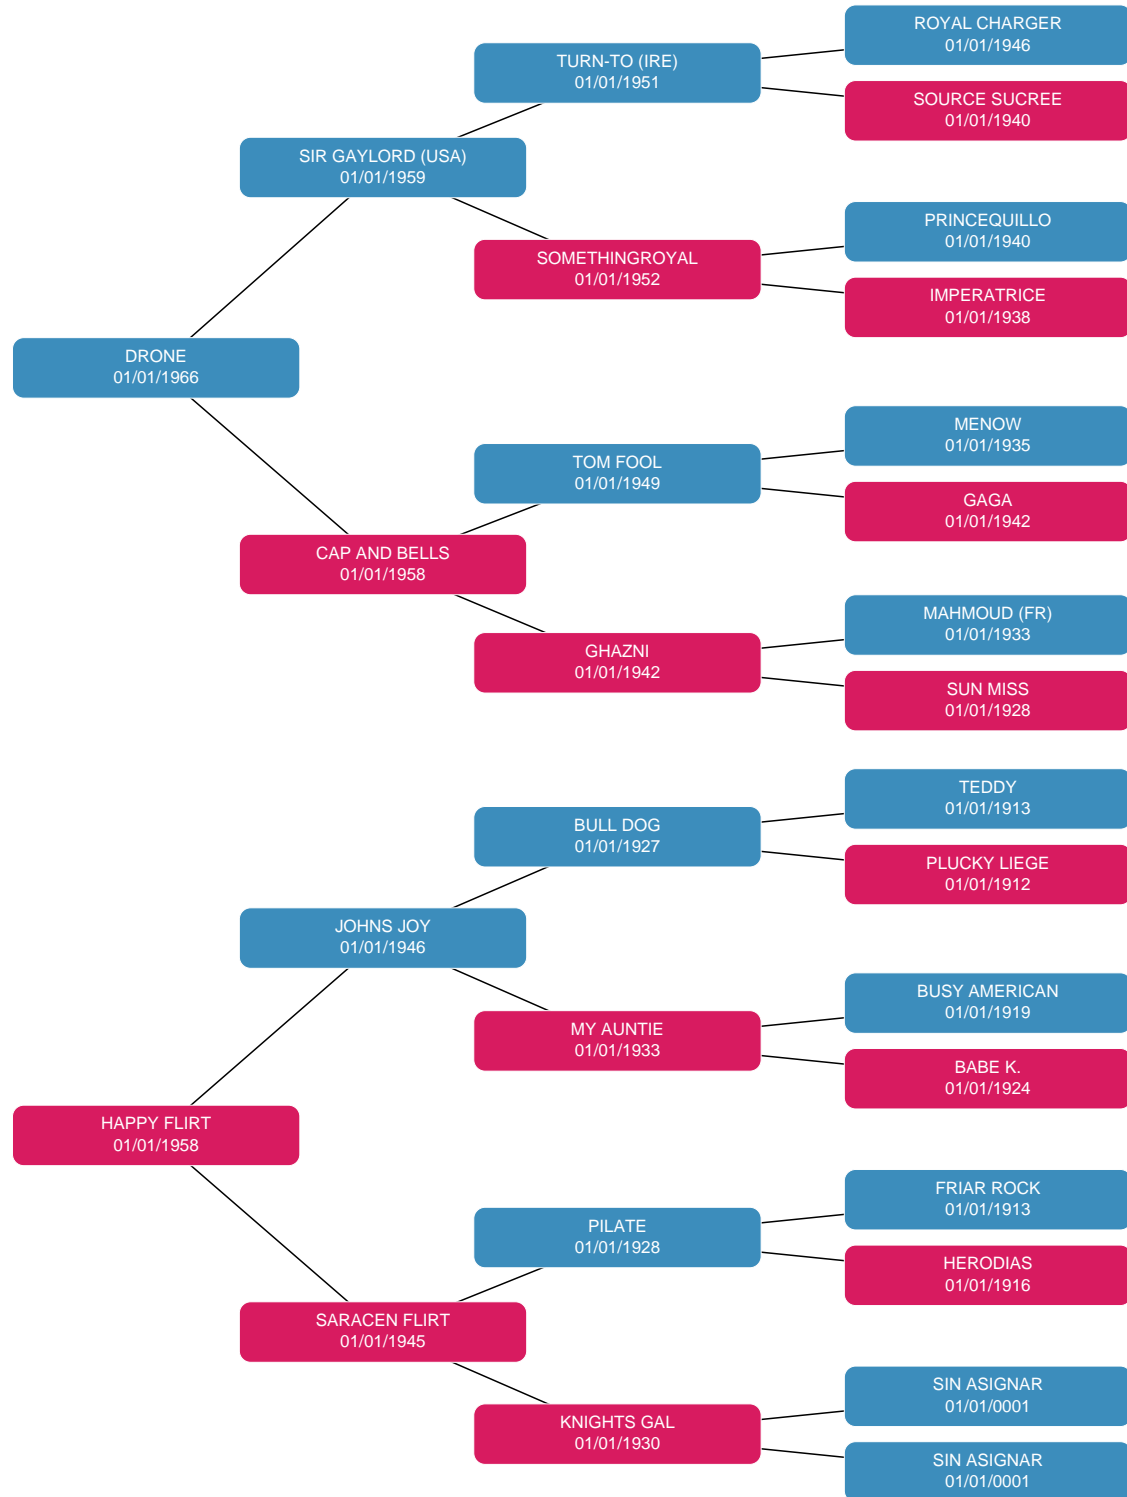 ROYAL CHARGER
01/01/1946
TURN-TO (IRE)
01/01/1951
SOURCE SUCREE
01/01/1940
SIR GAYLORD (USA)
01/01/1959
PRINCEQUILLO
01/01/1940
SOMETHINGROYAL
01/01/1952
IMPERATRICE
01/01/1938
DRONE
01/01/1966
MENOW
01/01/1935
TOM FOOL
01/01/1949
GAGA
01/01/1942
CAP AND BELLS
01/01/1958
MAHMOUD (FR)
01/01/1933
GHAZNI
01/01/1942
SUN MISS
01/01/1928
TEDDY
01/01/1913
BULL DOG
01/01/1927
PLUCKY LIEGE
01/01/1912
JOHNS JOY
01/01/1946
BUSY AMERICAN
01/01/1919
MY AUNTIE
01/01/1933
BABE K.
01/01/1924
HAPPY FLIRT
01/01/1958
FRIAR ROCK
01/01/1913
PILATE
01/01/1928
HERODIAS
01/01/1916
SARACEN FLIRT
01/01/1945
SIN ASIGNAR
01/01/0001
KNIGHTS GAL
01/01/1930
SIN ASIGNAR
01/01/0001